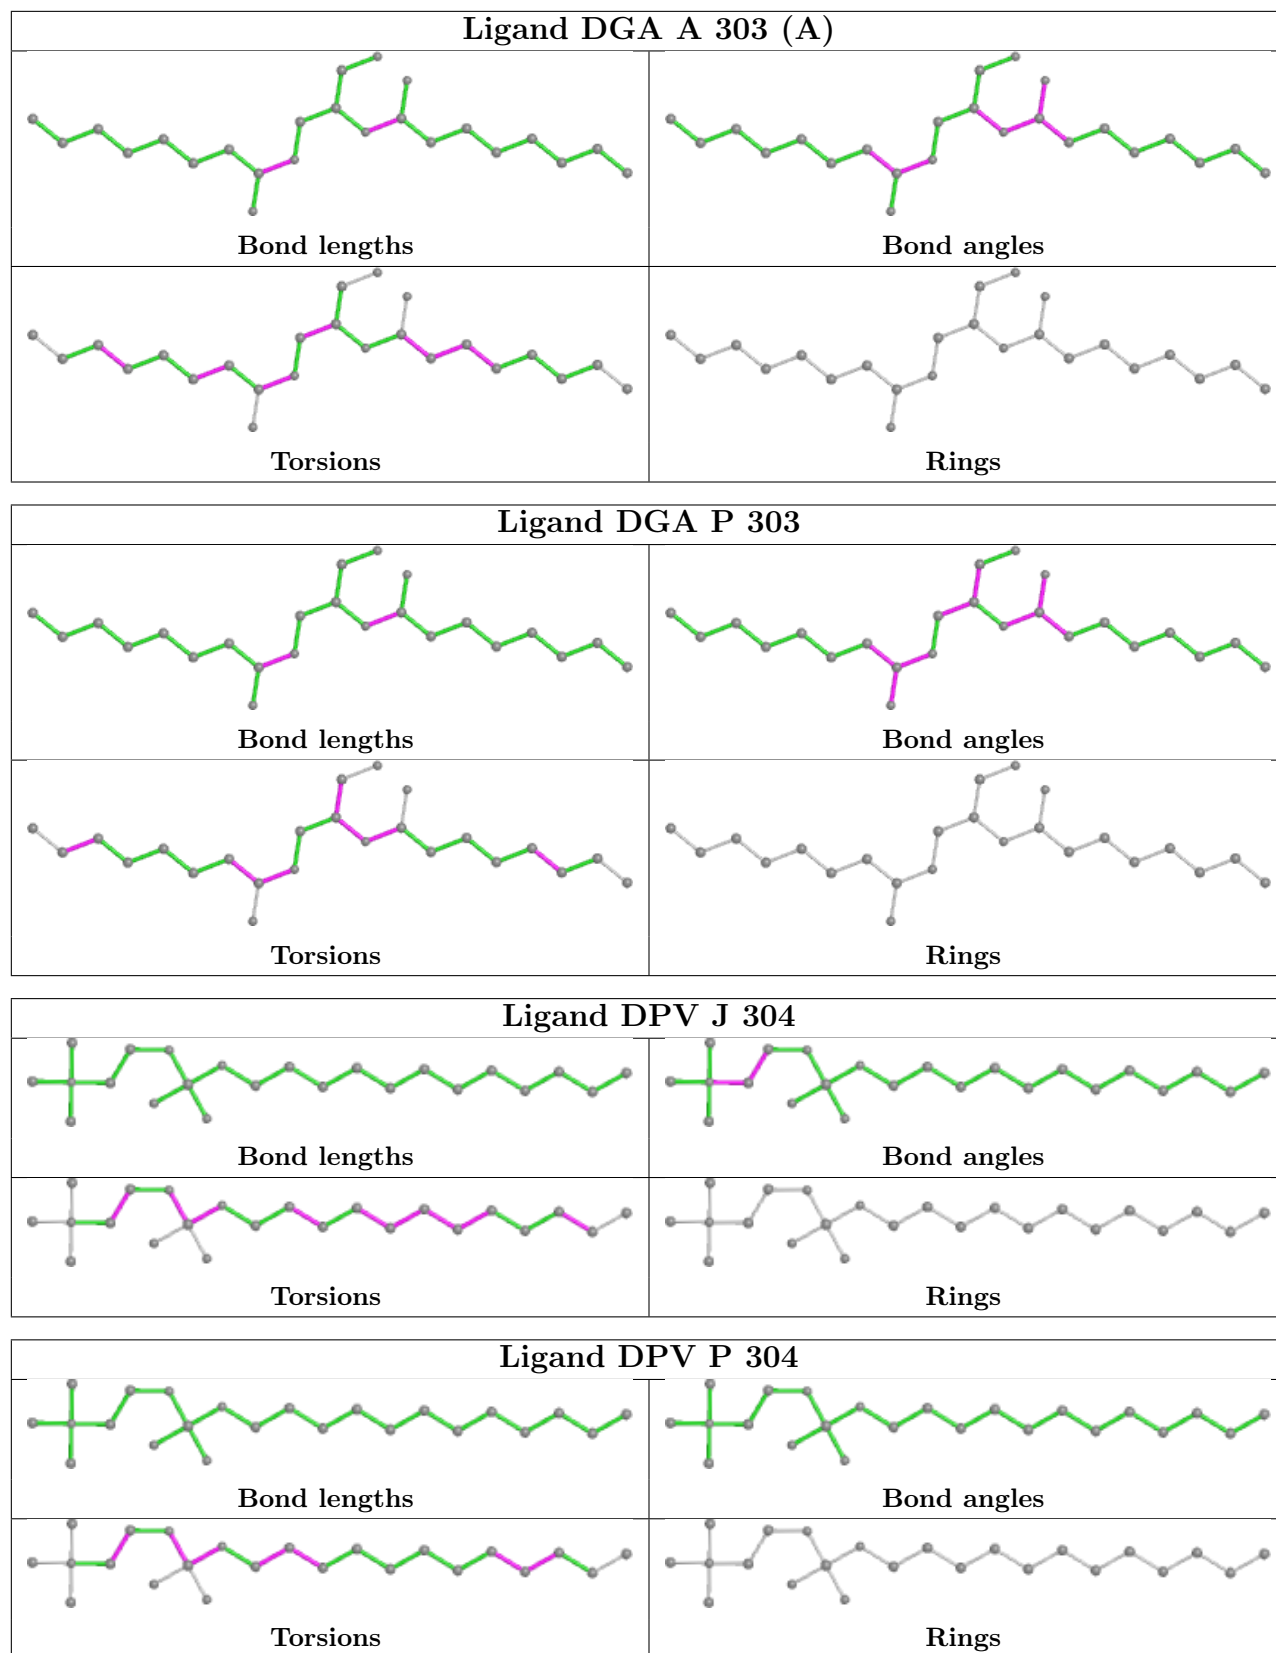 Ligand DGA A 303 (A)
Bond lengths
Bond angles
Torsions
Rings
Ligand DGA P 303
Bond lengths
Bond angles
Torsions
Rings
Ligand DPV J 304
Bond lengths
Bond angles
Torsions
Rings
Ligand DPV P 304
Bond lengths
Bond angles
Torsions
Rings